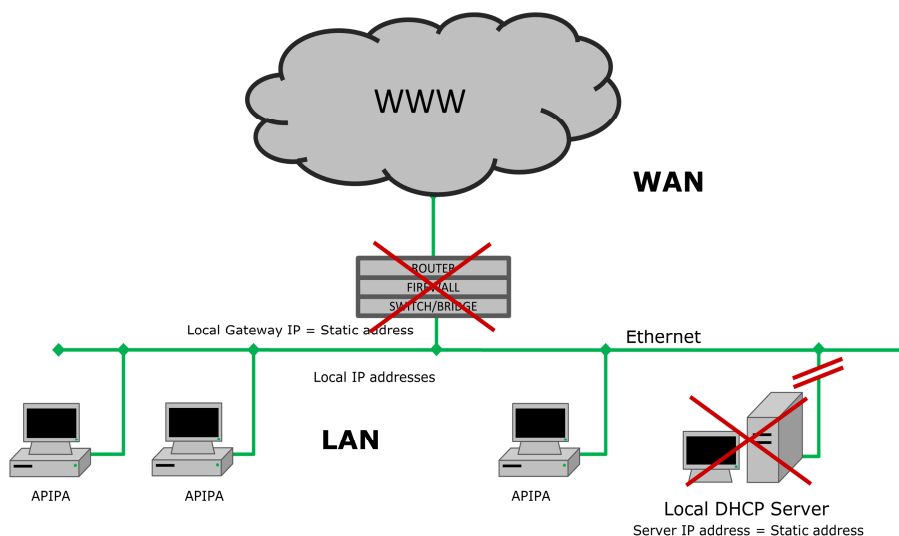 WWW
WAN
ROUTER
FIREWALL
SWITCH/BRIDGE
Local Gateway IP = Static address
Ethernet
Local IP addresses
LAN
APIPA
APIPA
APIPA
Local DHCP Server
Server IP address = Static address